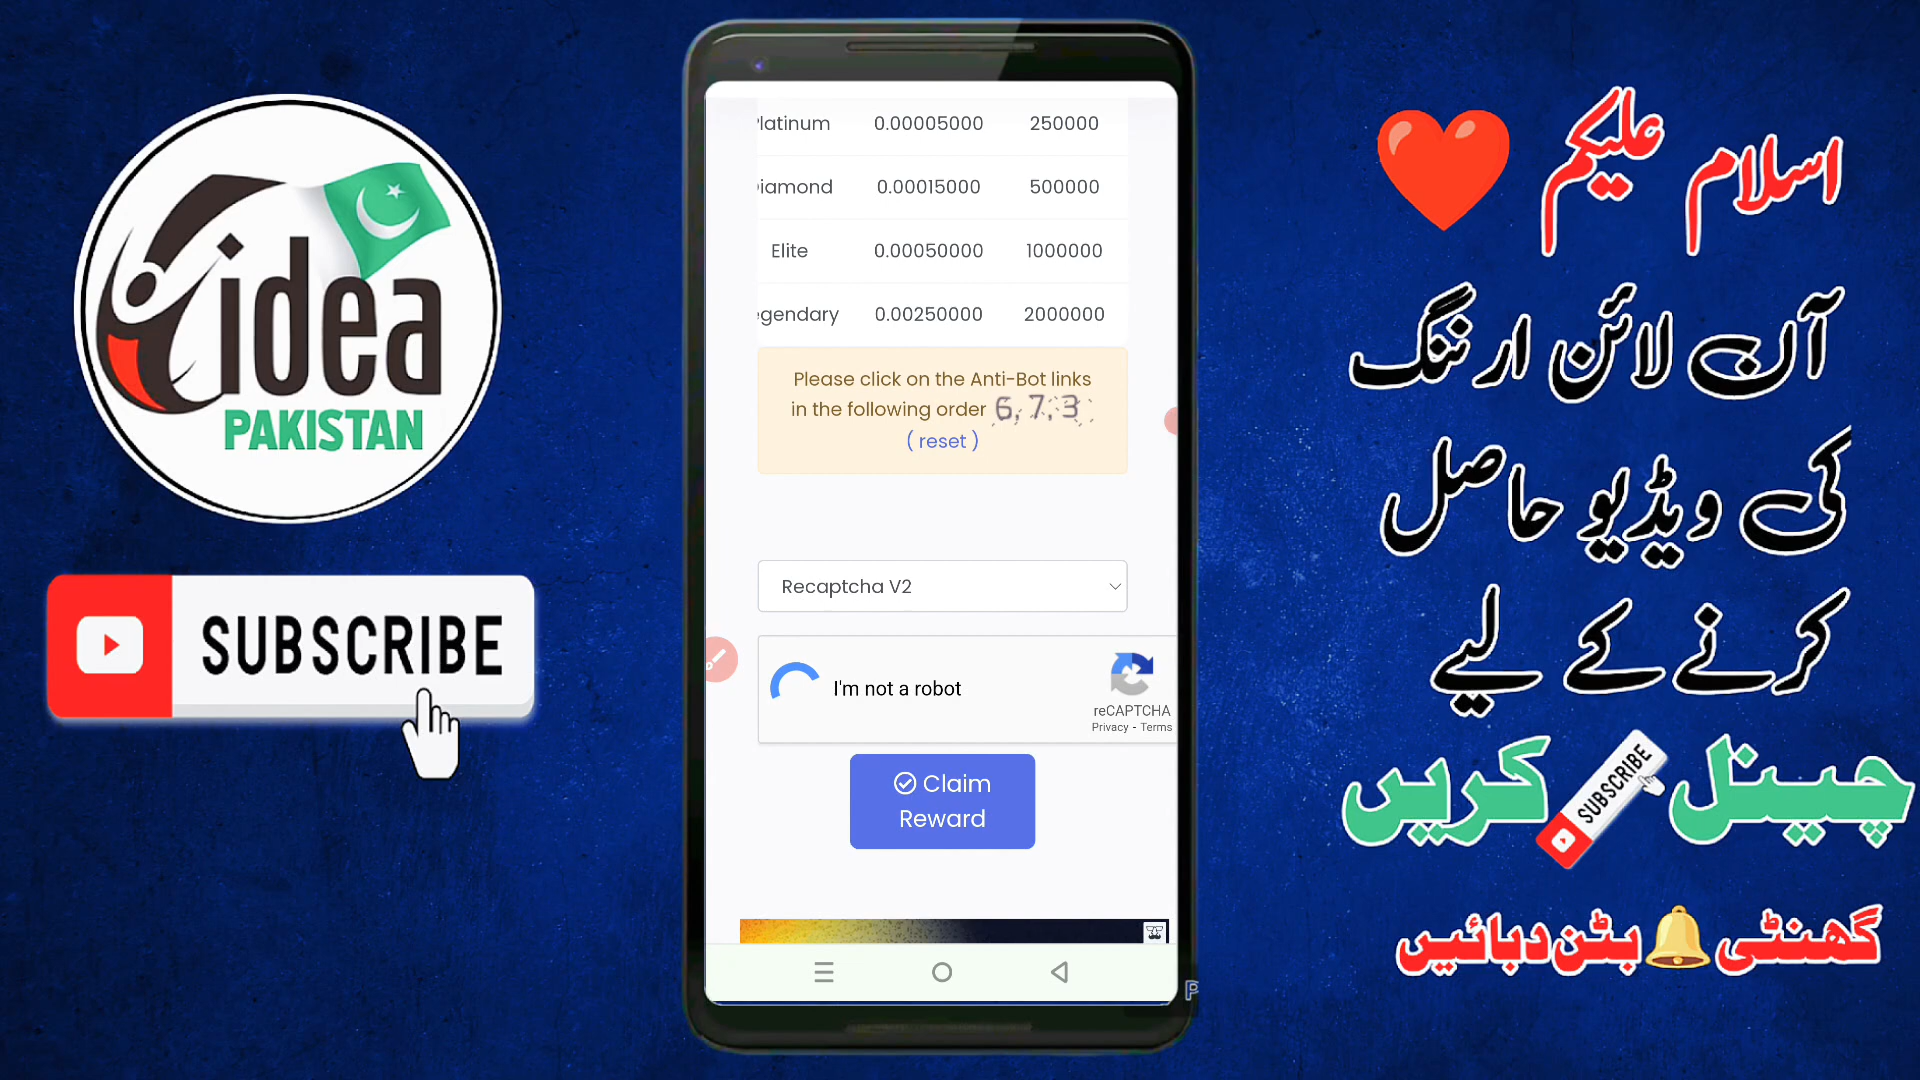 idea
PAKISTAN
SUBSCRIBE
latinum 0.00005000 250000
iamond 0.00015000 500000
Elite 0.00050000 1000000
gendary 0.00250000 2000000
Please click on the Anti-Bot links
in the following order 6, 7, 3
( reset )
Recaptcha V2
I'm not a robot
reCAPTCHA
Privacy - Terms
Claim
Reward
P
اسلام علیکم
آن لائن ارننگ
کی ویڈیو حاصل
کرنے کے لیے
چینل SUBSCRIBE کریں
گھنٹی بٹن دبائیں